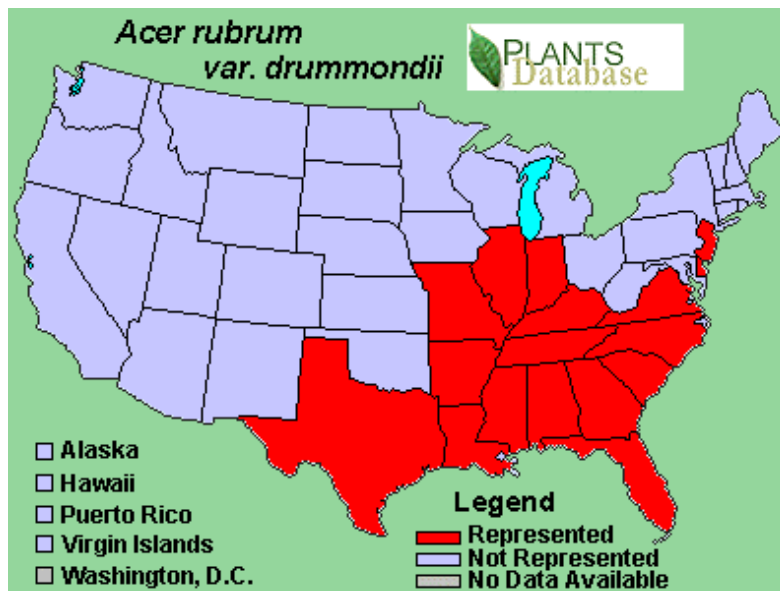 Acer rubrum
var. drummondii
PLANTS
Database
Alaska
Hawaii
Puerto Rico
Virgin Islands
Washington, D.C.
Legend
Represented
Not Represented
No Data Available